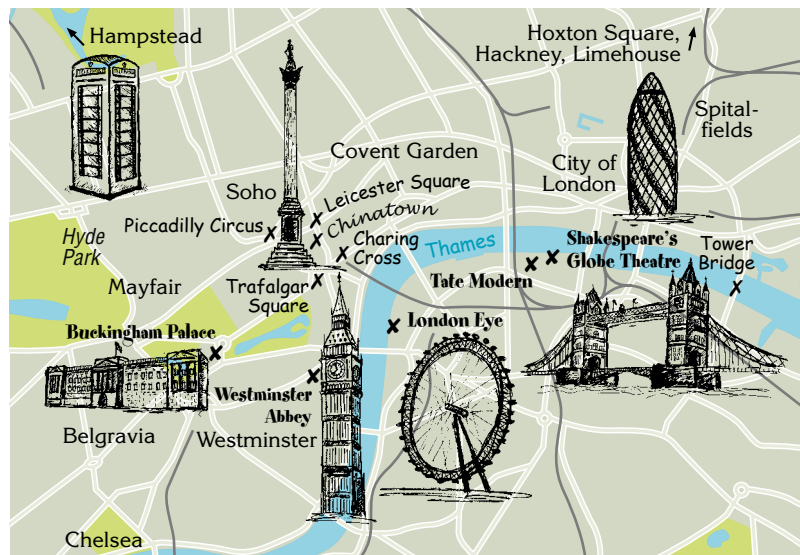 Hampstead
Hoxton Square,
Hackney, Limehouse
Spital-
fields
Covent Garden
City of
London
Soho
Leicester Square
Chinatown
Piccadilly Circus
Charing
Cross
Hyde
Park
Thames
Shakespeare's
Globe Theatre
Tower
Bridge
Tate Modern
Mayfair
Trafalgar
Square
Buckingham Palace
London Eye
Westminster
Abbey
Belgravia
Westminster
Chelsea